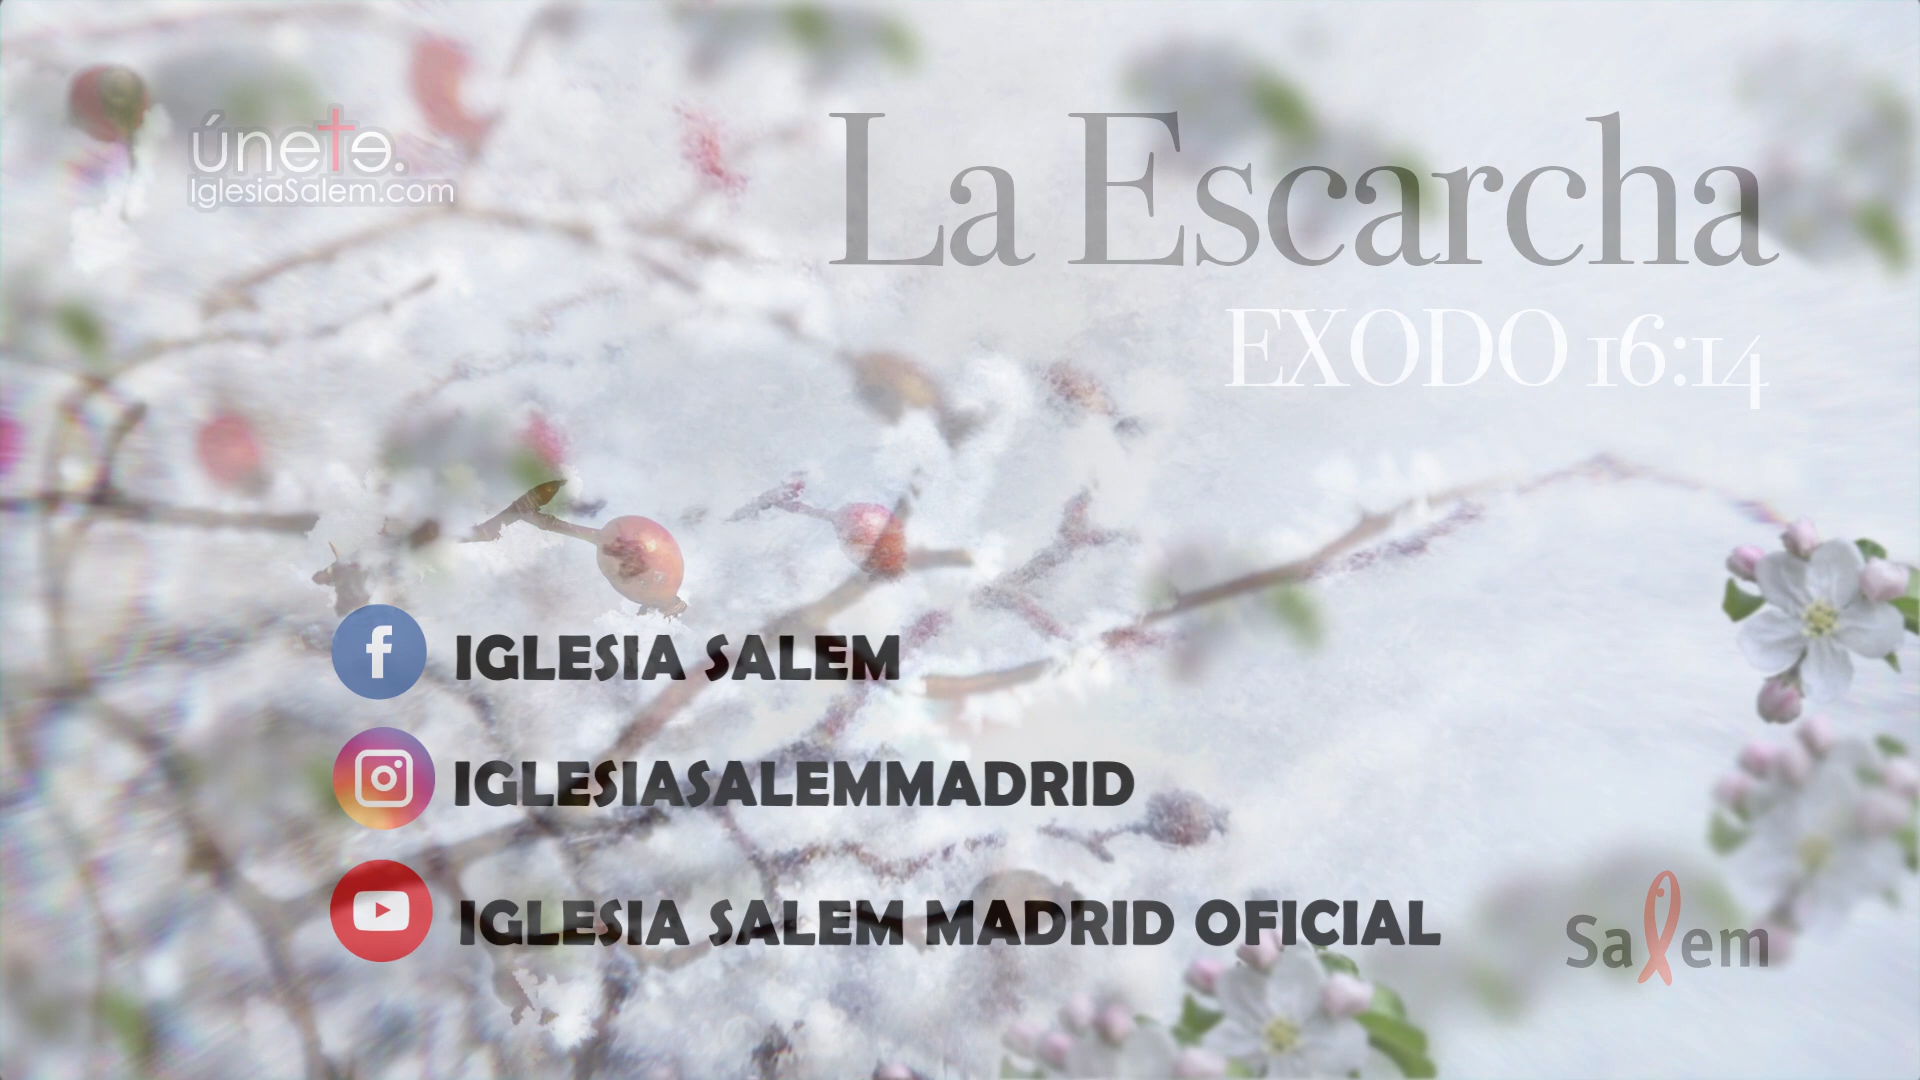 únete.
IglesiaSalem.com
La Escarcha
EXODO 16:14
IGLESIA SALEM
IGLESIASALEMMADRID
IGLESIA SALEM MADRID OFICIAL
Salem